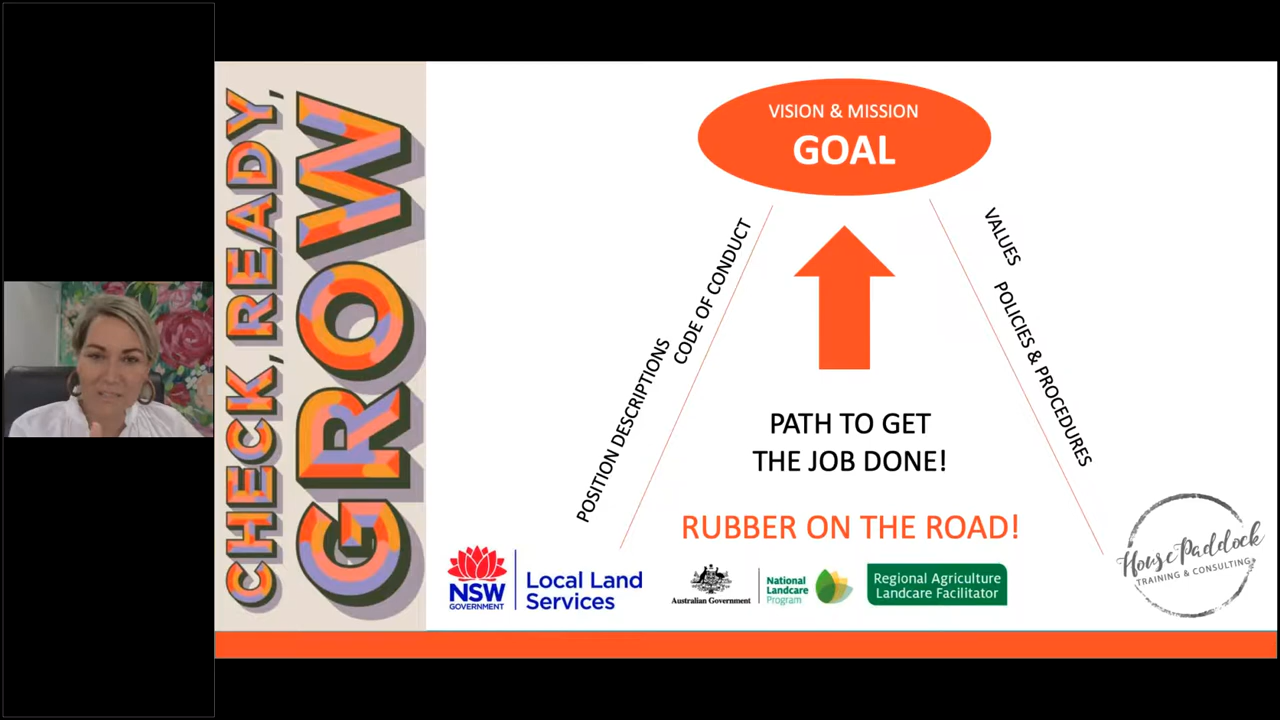 CHECK, READY,
GROW
VISION & MISSION
GOAL
POSITION DESCRIPTIONS
CODE OF CONDUCT
VALUES
POLICIES & PROCEDURES
PATH TO GET
THE JOB DONE!
RUBBER ON THE ROAD!
NSW
GOVERNMENT
Local Land
Services
Australian Government
National
Landcare
Program
Regional Agriculture
Landcare Facilitator
House Paddock
TRAINING & CONSULTING